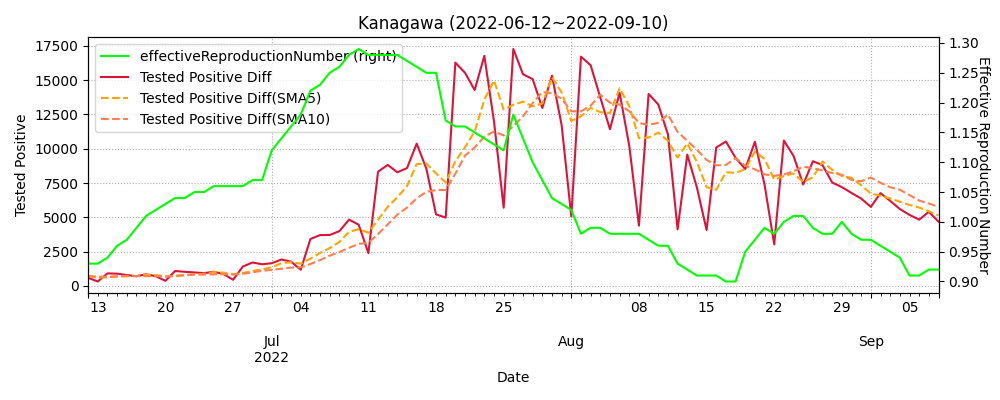 Kanagawa (2022-06-12~2022-09-10)
effectiveReproductionNumber (right)
Tested Positive Diff
Tested Positive Diff(SMA5)
Tested Positive Diff(SMA10)
Tested Positive
17500
15000
12500
10000
7500
5000
2500
0
Effective Reproduction Number
1.30
1.25
1.20
1.15
1.10
1.05
1.00
0.95
0.90
13 20 27 04 11 18 25 08 15 22 29 05
Jul Aug Sep
2022
Date